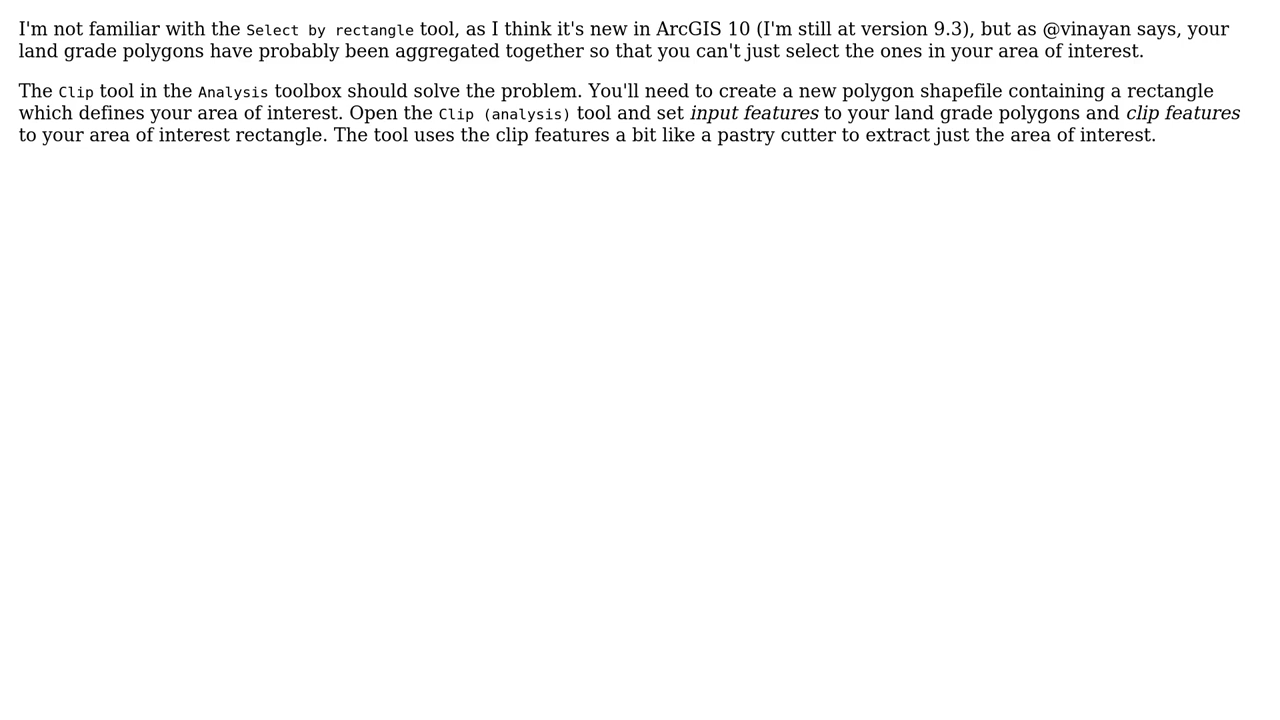 I'm not familiar with the Select by rectangle tool, as I think it's new in ArcGIS 10 (I'm still at version 9.3), but as @vinayan says, your
land grade polygons have probably been aggregated together so that you can't just select the ones in your area of interest.
The Clip tool in the Analysis toolbox should solve the problem. You'll need to create a new polygon shapefile containing a rectangle
which defines your area of interest. Open the Clip (analysis) tool and set input features to your land grade polygons and clip features
to your area of interest rectangle. The tool uses the clip features a bit like a pastry cutter to extract just the area of interest.